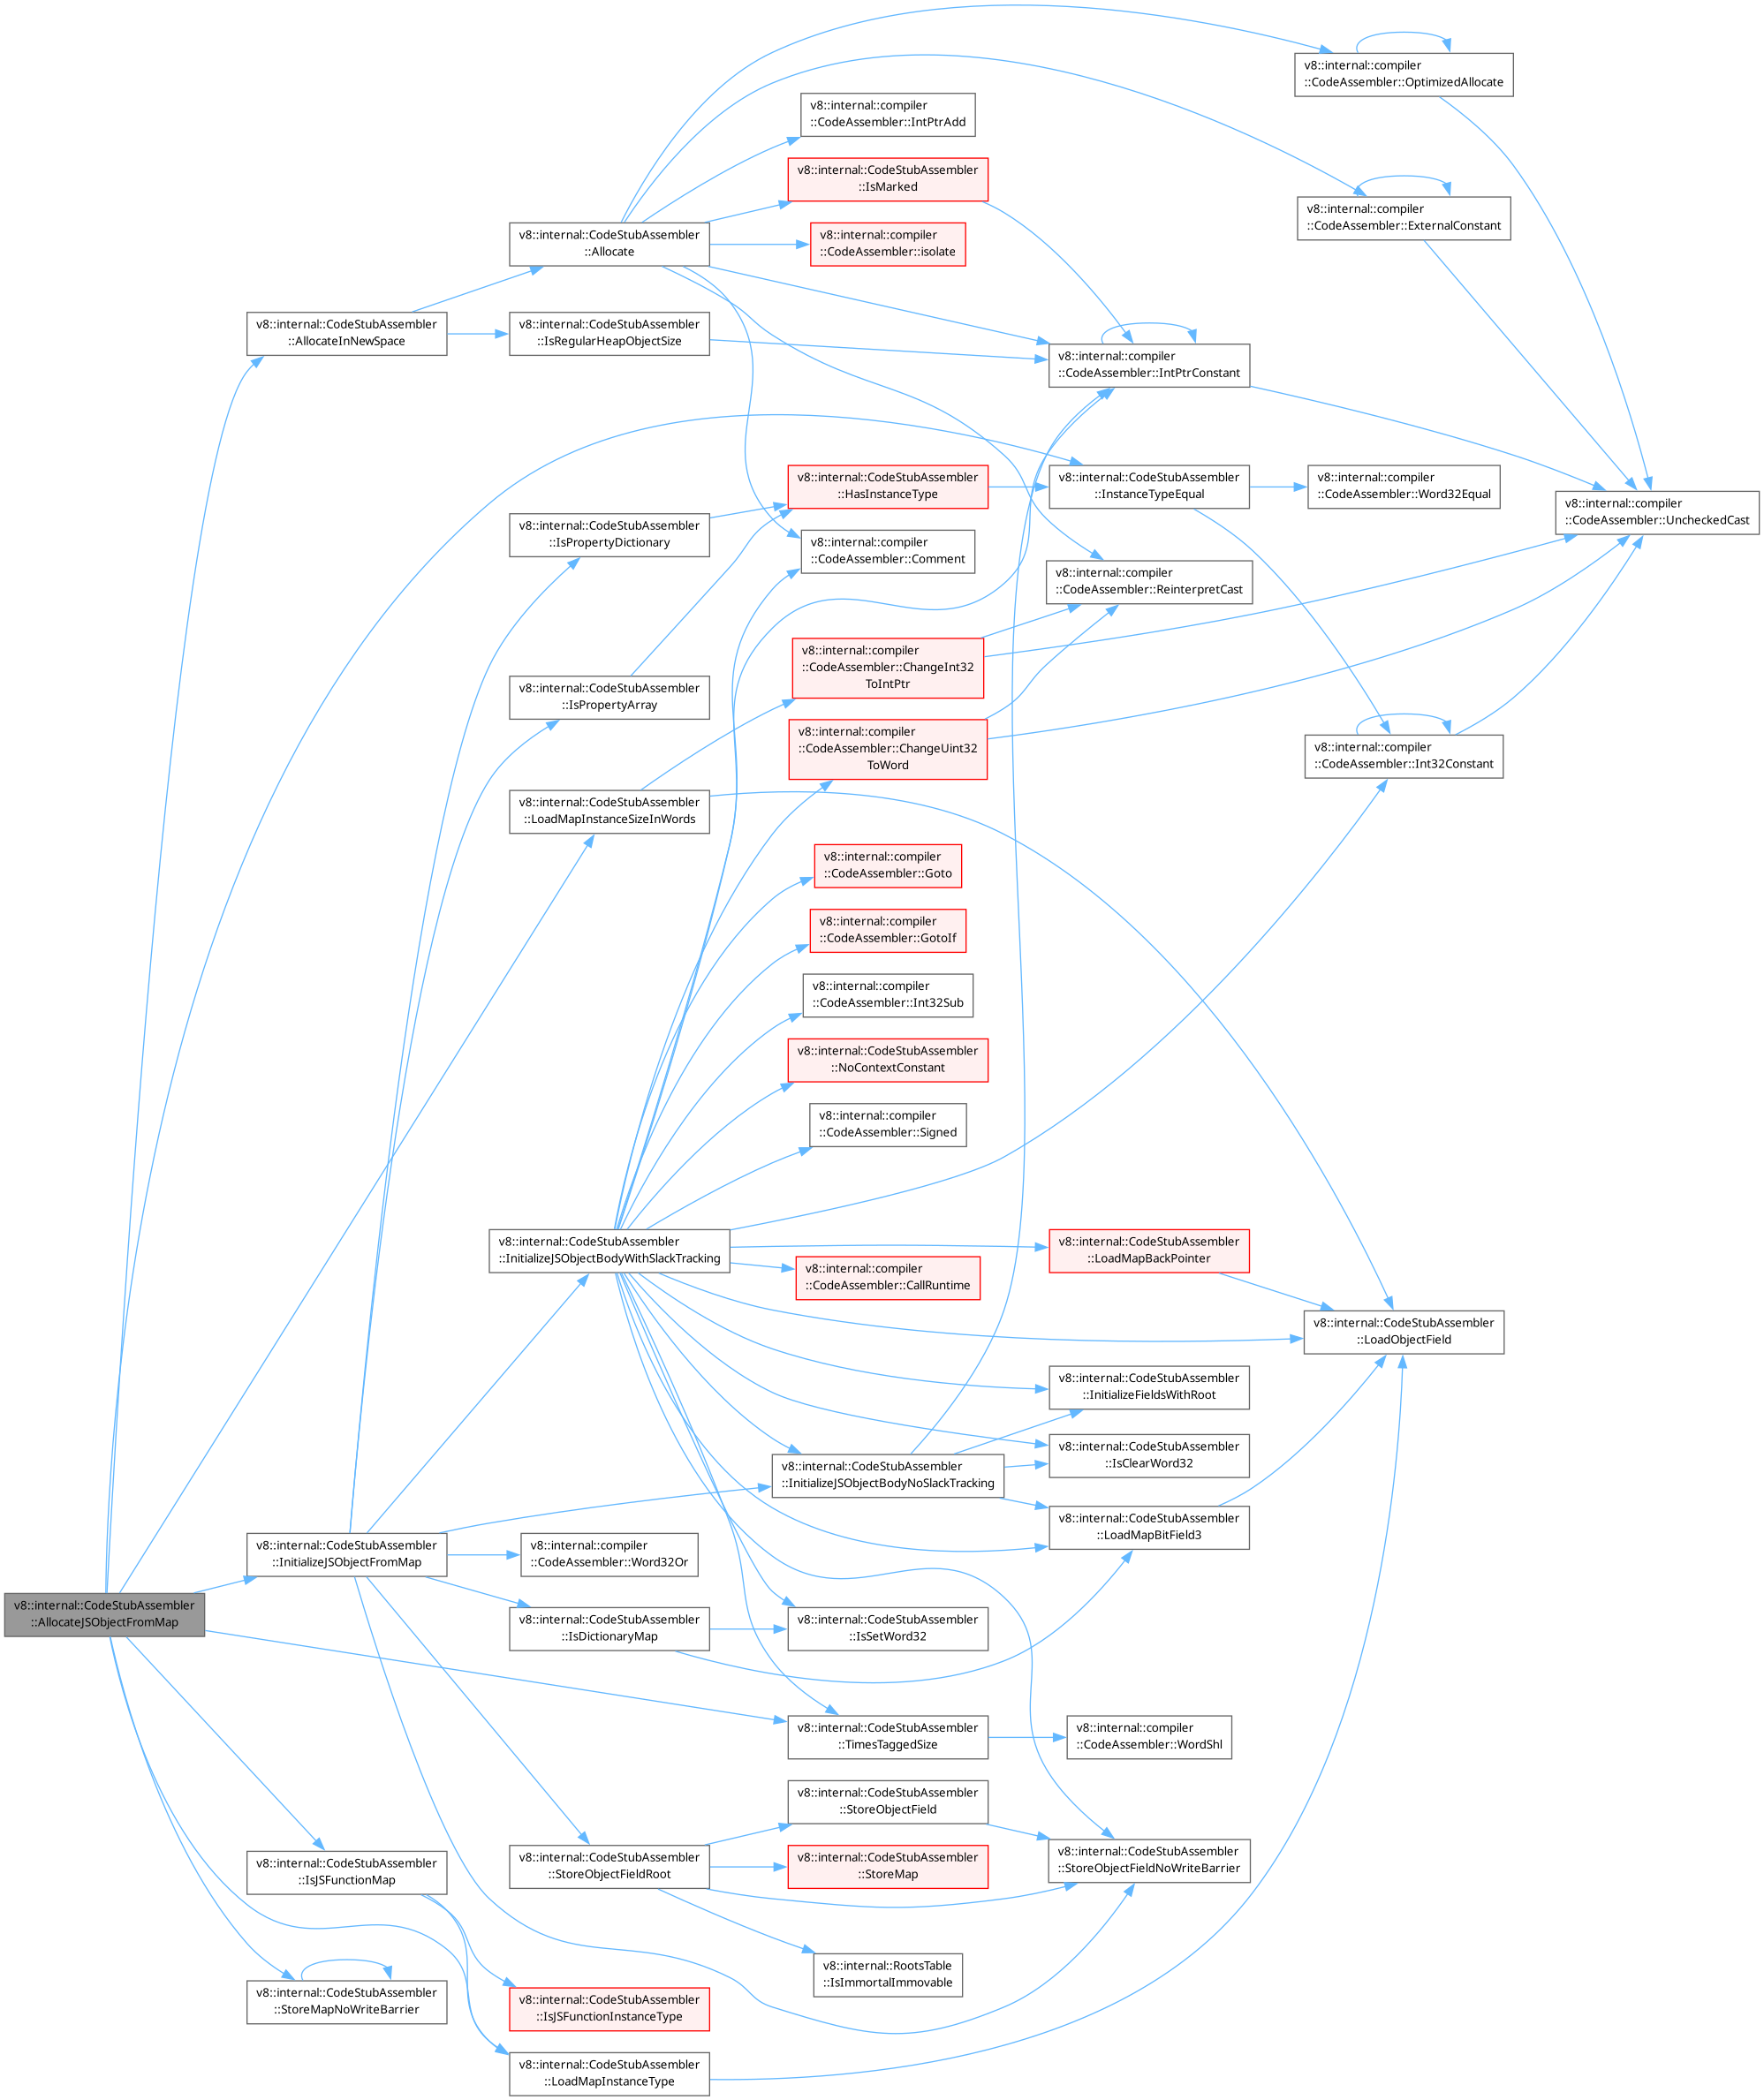 v8::internal::compiler
::CodeAssembler::OptimizedAllocate
v8::internal::compiler
::CodeAssembler::IntPtrAdd
v8::internal::CodeStubAssembler
::IsMarked
v8::internal::compiler
::CodeAssembler::ExternalConstant
v8::internal::CodeStubAssembler
::Allocate
v8::internal::compiler
::CodeAssembler::isolate
v8::internal::CodeStubAssembler
::AllocateInNewSpace
v8::internal::CodeStubAssembler
::IsRegularHeapObjectSize
v8::internal::compiler
::CodeAssembler::IntPtrConstant
v8::internal::CodeStubAssembler
::HasInstanceType
v8::internal::CodeStubAssembler
::InstanceTypeEqual
v8::internal::compiler
::CodeAssembler::Word32Equal
v8::internal::compiler
::CodeAssembler::UncheckedCast
v8::internal::CodeStubAssembler
::IsPropertyDictionary
v8::internal::compiler
::CodeAssembler::Comment
v8::internal::compiler
::CodeAssembler::ReinterpretCast
v8::internal::compiler
::CodeAssembler::ChangeInt32
ToIntPtr
v8::internal::CodeStubAssembler
::IsPropertyArray
v8::internal::compiler
::CodeAssembler::ChangeUint32
ToWord
v8::internal::compiler
::CodeAssembler::Int32Constant
v8::internal::CodeStubAssembler
::LoadMapInstanceSizeInWords
v8::internal::compiler
::CodeAssembler::Goto
v8::internal::compiler
::CodeAssembler::GotoIf
v8::internal::compiler
::CodeAssembler::Int32Sub
v8::internal::CodeStubAssembler
::NoContextConstant
v8::internal::compiler
::CodeAssembler::Signed
v8::internal::CodeStubAssembler
::InitializeJSObjectBodyWithSlackTracking
v8::internal::CodeStubAssembler
::LoadMapBackPointer
v8::internal::compiler
::CodeAssembler::CallRuntime
v8::internal::CodeStubAssembler
::LoadObjectField
v8::internal::CodeStubAssembler
::InitializeFieldsWithRoot
v8::internal::CodeStubAssembler
::IsClearWord32
v8::internal::CodeStubAssembler
::InitializeJSObjectBodyNoSlackTracking
v8::internal::CodeStubAssembler
::LoadMapBitField3
v8::internal::CodeStubAssembler
::InitializeJSObjectFromMap
v8::internal::compiler
::CodeAssembler::Word32Or
v8::internal::CodeStubAssembler
::AllocateJSObjectFromMap
v8::internal::CodeStubAssembler
::IsDictionaryMap
v8::internal::CodeStubAssembler
::IsSetWord32
v8::internal::CodeStubAssembler
::TimesTaggedSize
v8::internal::compiler
::CodeAssembler::WordShl
v8::internal::CodeStubAssembler
::StoreObjectField
v8::internal::CodeStubAssembler
::IsJSFunctionMap
v8::internal::CodeStubAssembler
::StoreObjectFieldRoot
v8::internal::CodeStubAssembler
::StoreMap
v8::internal::CodeStubAssembler
::StoreObjectFieldNoWriteBarrier
v8::internal::RootsTable
::IsImmortalImmovable
v8::internal::CodeStubAssembler
::StoreMapNoWriteBarrier
v8::internal::CodeStubAssembler
::IsJSFunctionInstanceType
v8::internal::CodeStubAssembler
::LoadMapInstanceType